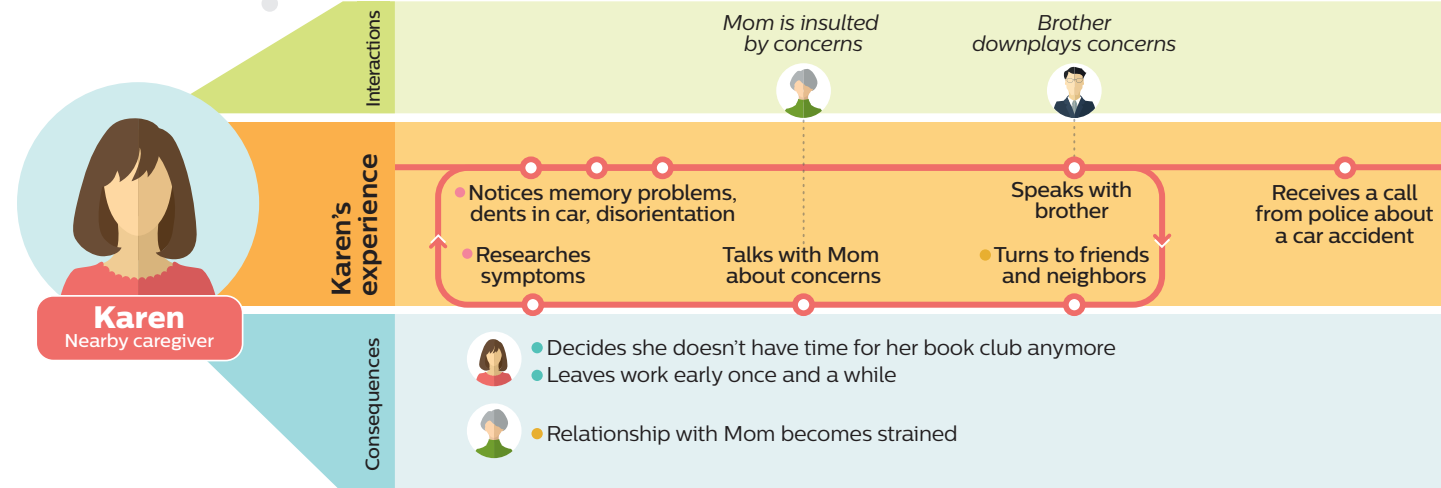 Interactions
Mom is insulted
by concerns
Brother
downplays concerns
Karen's
experience
Notices memory problems,
dents in car, disorientation
Speaks with
brother
Receives a call
from police about
a car accident
Researches
symptoms
Talks with Mom
about concerns
Turns to friends
and neighbors
Karen
Nearby caregiver
Consequences
Decides she doesn't have time for her book club anymore
Leaves work early once and a while
Relationship with Mom becomes strained